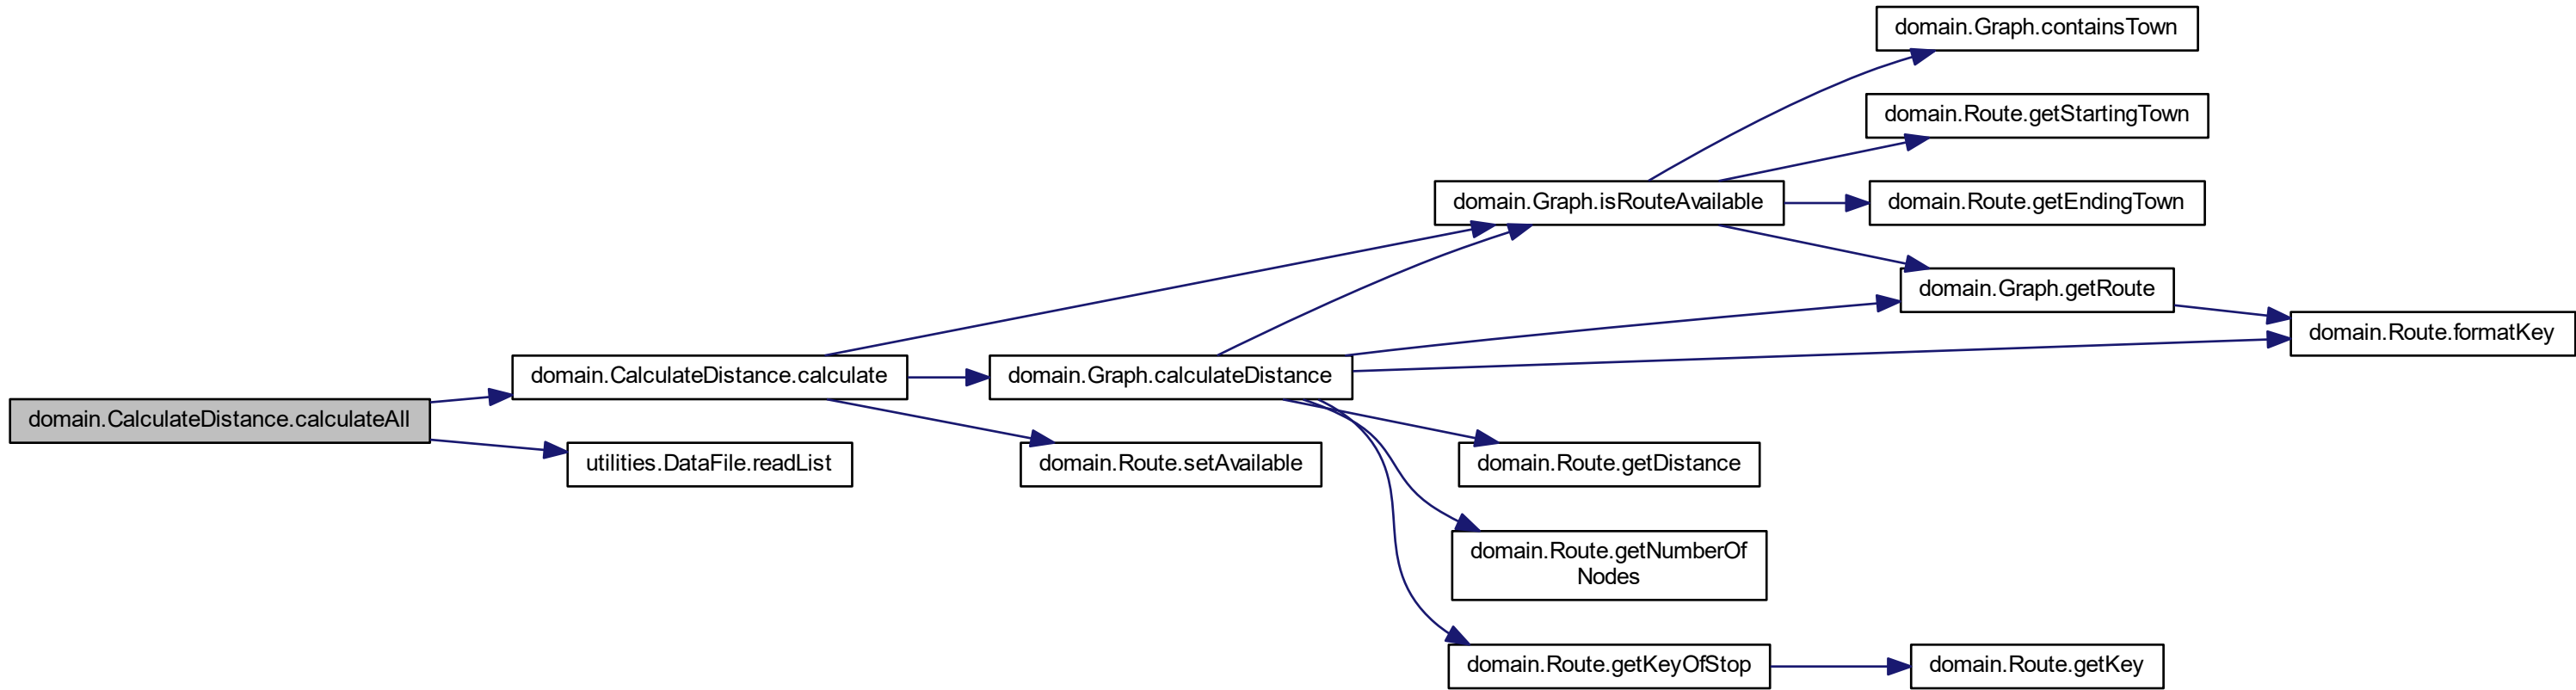 domain.Graph.containsTown
domain.Route.getStartingTown
domain.Graph.isRouteAvailable
domain.Route.getEndingTown
domain.Graph.getRoute
domain.Route.formatKey
domain.CalculateDistance.calculate
domain.Graph.calculateDistance
domain.CalculateDistance.calculateAll
utilities.DataFile.readList
domain.Route.setAvailable
domain.Route.getDistance
domain.Route.getNumberOf
Nodes
domain.Route.getKeyOfStop
domain.Route.getKey